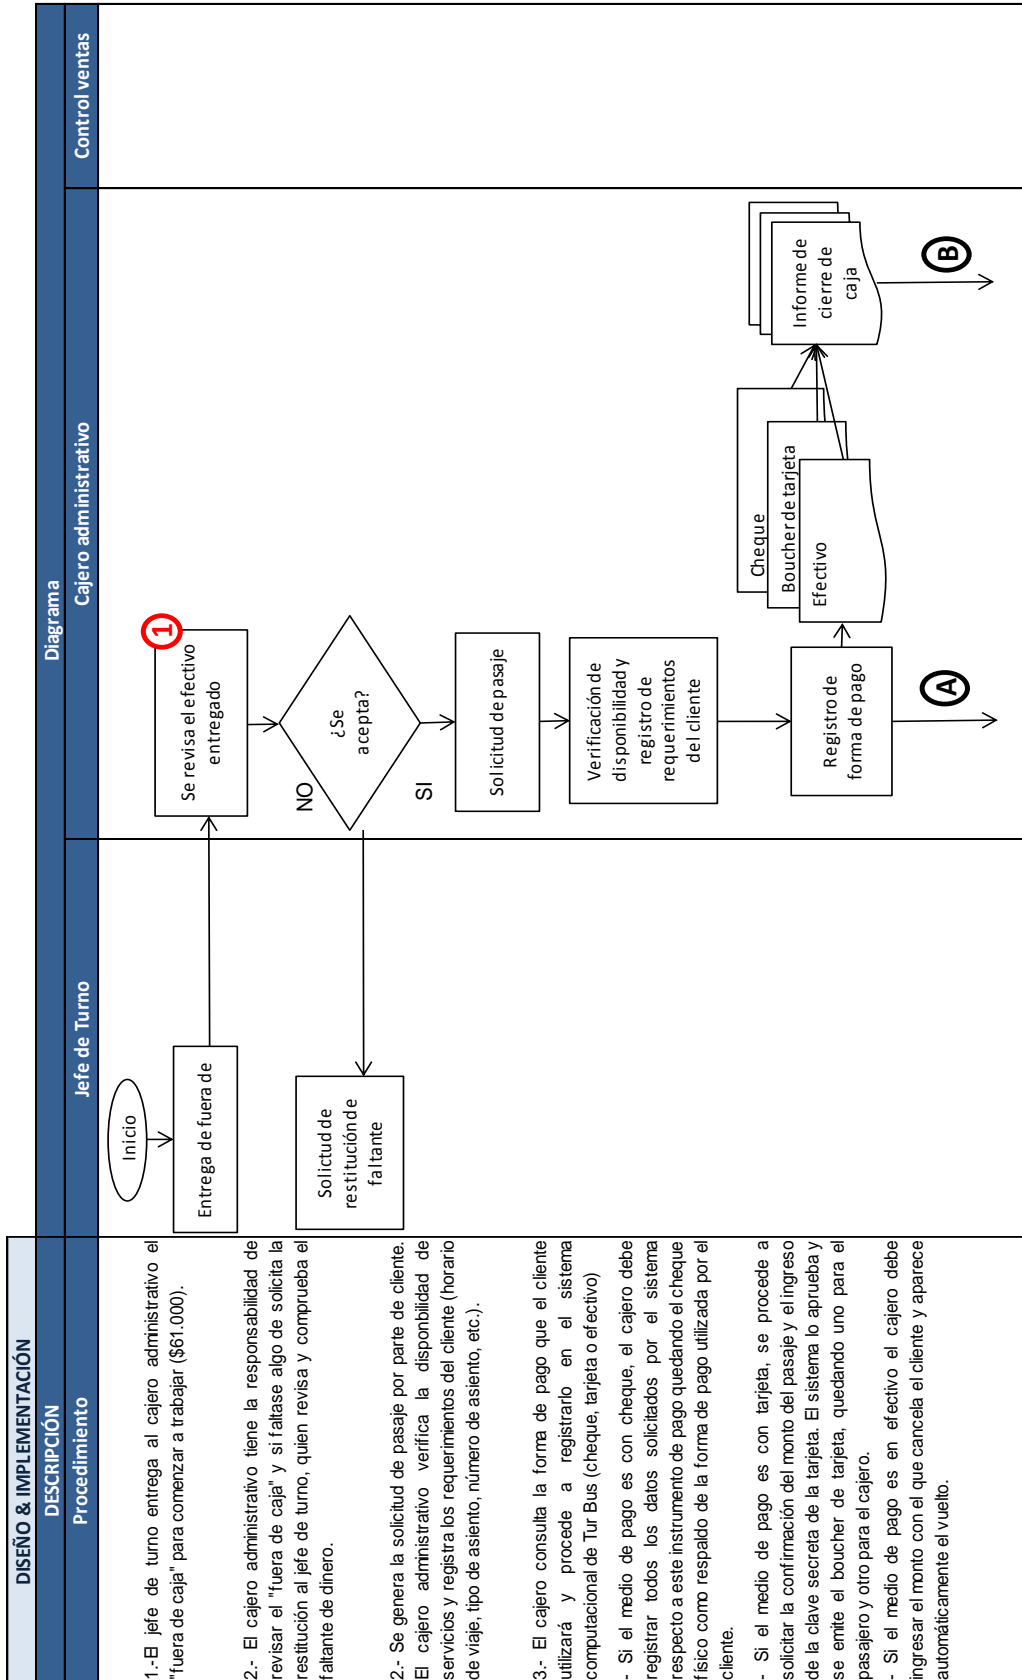 DISEÑO & IMPLEMENTACIÓN
DESCRIPCIÓN
Diagrama
Procedimiento
Jefe de Turno
Cajero administrativo
Control ventas
1.-El jefe de turno entrega al cajero administrativo el
"fuera de caja" para comenzar a trabajar ($61.000).
2.- El cajero administrativo tiene la responsabilidad de
revisar el "fuera de caja" y si faltase algo de solicita la
restitución al jefe de turno, quien revisa y comprueba el
faltante de dinero.
2.- Se genera la solicitud de pasaje por parte de cliente.
El cajero administrativo verifica la disponbilidad de
servicios y registra los requerimientos del cliente (horario
de viaje, tipo de asiento, número de asiento, etc.).
3.- El cajero consulta la forma de pago que el cliente
utilizará y procede a registrarlo en el sistema
computacional de Tur Bus (cheque, tarjeta o efectivo)
- Si el medio de pago es con cheque, el cajero debe
registrar todos los datos solicitados por el sistema
respecto a este instrumento de pago quedando el cheque
físico como respaldo de la forma de pago utilizada por el
cliente.
- Si el medio de pago es con tarjeta, se procede a
solicitar la confirmación del monto del pasaje y el ingreso
de la clave secreta de la tarjeta. El sistema lo aprueba y
se emite el boucher de tarjeta, quedando uno para el
pasajero y otro para el cajero.
- Si el medio de pago es en efectivo el cajero debe
ingresar el monto con el que cancela el cliente y aparece
automáticamente el vuelto.
Inicio
Entrega de fuera de
Solictud de
restitución de
faltante
1
Se revisa el efectivo
entregado
¿Se
acepta?
NO
SI
Solicitud de pasaje
Verificación de
disponibilidad y
registro de
requerimientos
del cliente
Registro de
forma de pago
A
Cheque
Boucher de tarjeta
Efectivo
Informe de
cierre de
caja
B